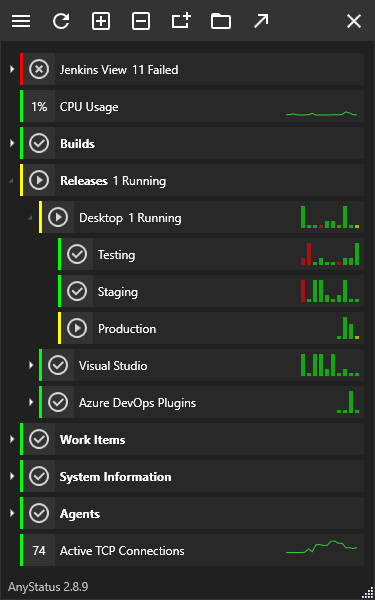 Jenkins View 11 Failed
1% CPU Usage
Builds
Releases 1 Running
Desktop 1 Running
Testing
Staging
Production
Visual Studio
Azure DevOps Plugins
Work Items
System Information
Agents
74 Active TCP Connections
AnyStatus 2.8.9